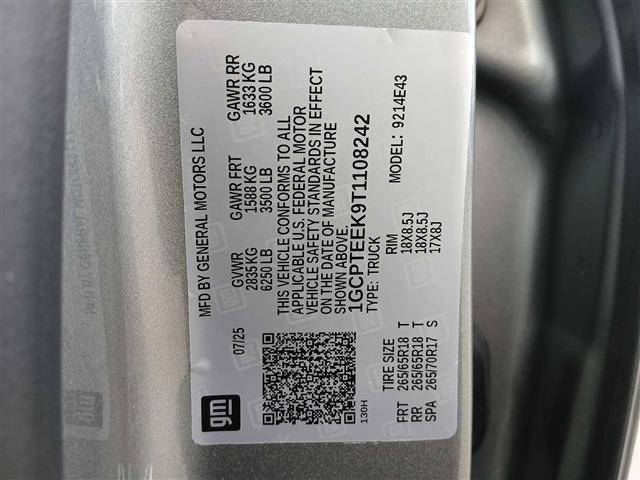 MFD BY GENERAL MOTORS LLC
07/25
gm
GVWR GAWR FRT GAWR RR
2835 KG 1588 KG 1633 KG
6250 LB 3500 LB 3600 LB
THIS VEHICLE CONFORMS TO ALL
APPLICABLE U.S. FEDERAL MOTOR
VEHICLE SAFETY STANDARDS IN EFFECT
ON THE DATE OF MANUFACTURE
SHOWN ABOVE.
1GCPTEEK9T1108242
TYPE: TRUCK MODEL: 9214E43
130H
TIRE SIZE RIM
FRT 265/65R18 T 18X8.5J
RR 265/65R18 T 18X8.5J
SPA 265/70R17 S 17X8J